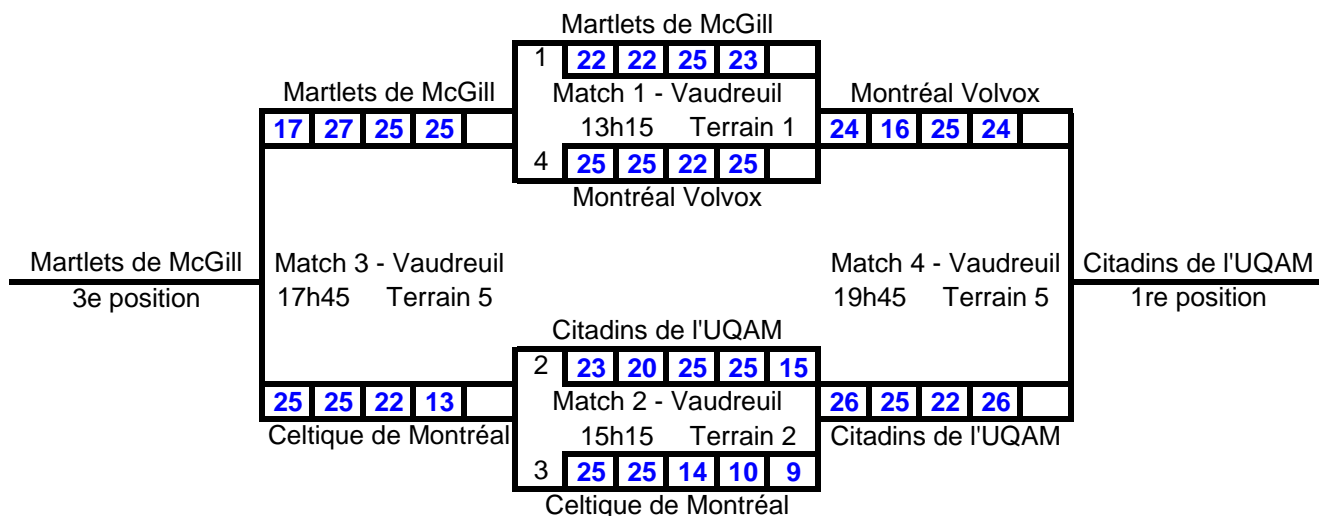 Martlets de McGill
1 22 22 25 23
Martlets de McGill Match 1 - Vaudreuil Montréal Volvox
17 27 25 25 13h15 Terrain 1 24 16 25 24
4 25 25 22 25
Montréal Volvox
Martlets de McGill Match 3 - Vaudreuil Match 4 - Vaudreuil Citadins de l'UQAM
3e position 17h45 Terrain 5 19h45 Terrain 5 1re position
Citadins de l'UQAM
2 23 20 25 25 15
25 25 22 13 Match 2 - Vaudreuil 26 25 22 26
Celtique de Montréal 15h15 Terrain 2 Citadins de l'UQAM
3 25 25 14 10 9
Celtique de Montréal